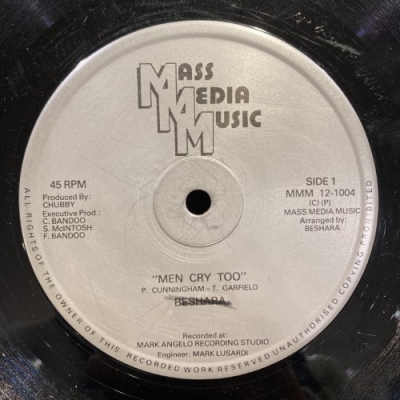 MASS
MEDIA
MUSIC
45 RPM
Produced By:
CHUBBY
Executive Prod.:
C. BANDOO
S. McINTOSH
F. BANDOO
SIDE 1
MMM 12-1004
(C) (P)
MASS MEDIA MUSIC
Arranged by:
BESHARA
"MEN CRY TOO"
P. CUNNINGHAM – T. GARFIELD
BESHARA
Recorded at:
MARK ANGELO RECORDING STUDIO
Engineer: MARK LUSARDI
ALL RIGHTS OF THE OWNER OF THIS RECORDED WORK RESERVED UNAUTHORISED COPYING PROHIBITED